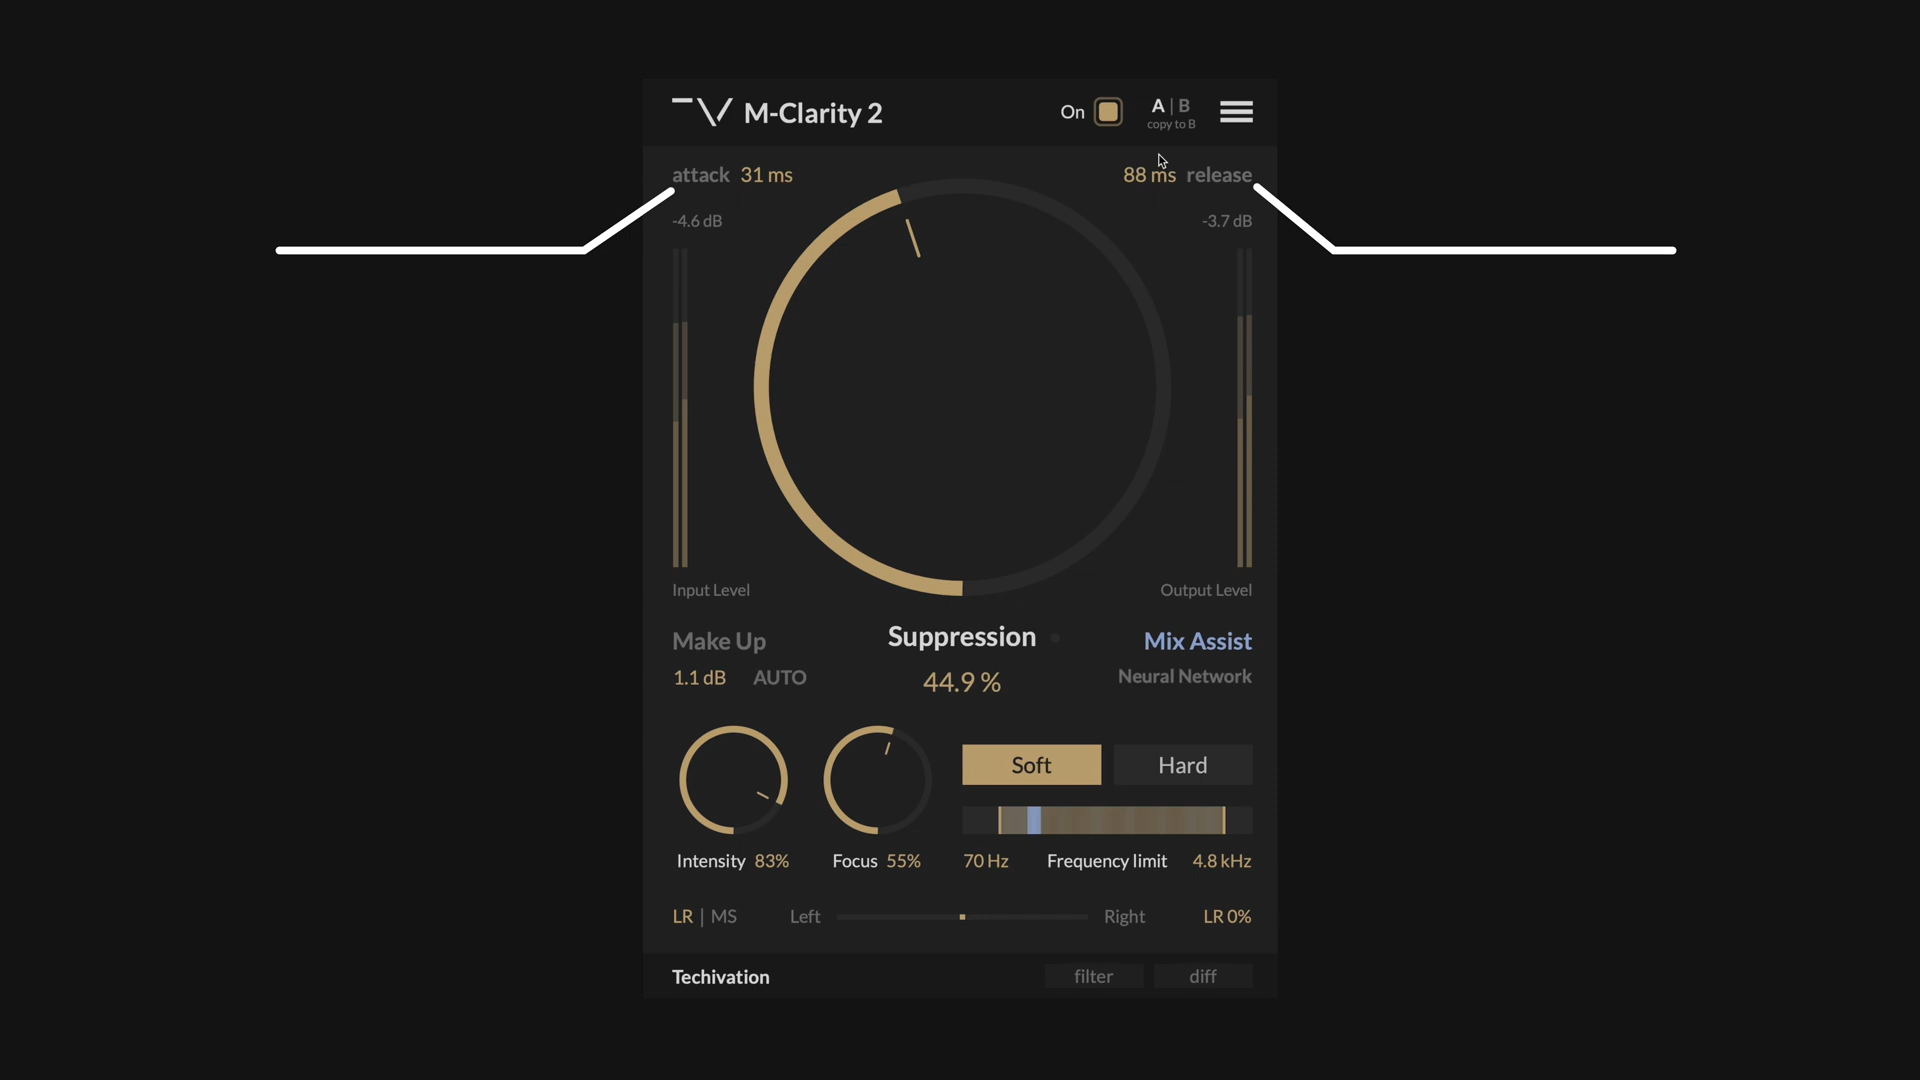 M-Clarity 2
On
A | B
copy to B
attack 31 ms
88 ms release
-4.6 dB
-3.7 dB
Input Level
Output Level
Make Up
Suppression
Mix Assist
1.1 dB AUTO
44.9 %
Neural Network
Soft
Hard
Intensity 83%
Focus 55%
70 Hz
Frequency limit
4.8 kHz
LR | MS
Left
Right
LR 0%
Techivation
filter
diff